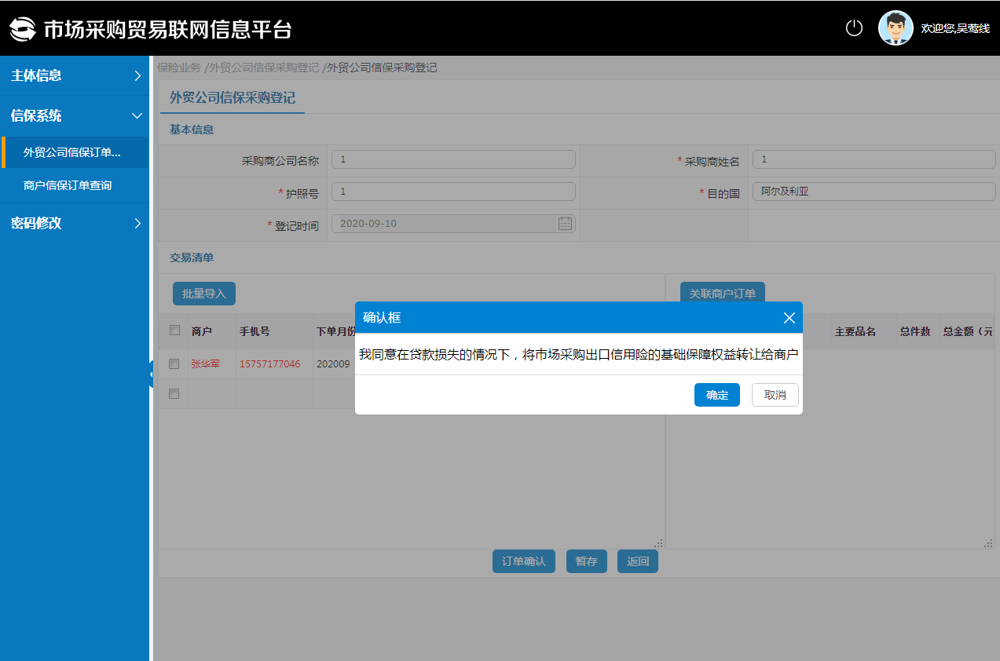 市场采购贸易联网信息平台
欢迎您,吴莺线
主体信息
信保系统
外贸公司信保订单...
商户信保订单查询
密码修改
保险业务 /外贸公司信保采购登记 /外贸公司信保采购登记
外贸公司信保采购登记
基本信息
采购商公司名称 1 *采购商姓名 1
*护照号 1 *目的国 阿尔及利亚
*登记时间 2020-09-10
交易清单
批量导入 关联商户订单
商户 手机号 下单月份 主要品名 总件数 总金额（元
张华军 15757177046 202009
确认框
我同意在贷款损失的情况下，将市场采购出口信用险的基础保障权益转让给商户
确定 取消
订单确认 暂存 返回